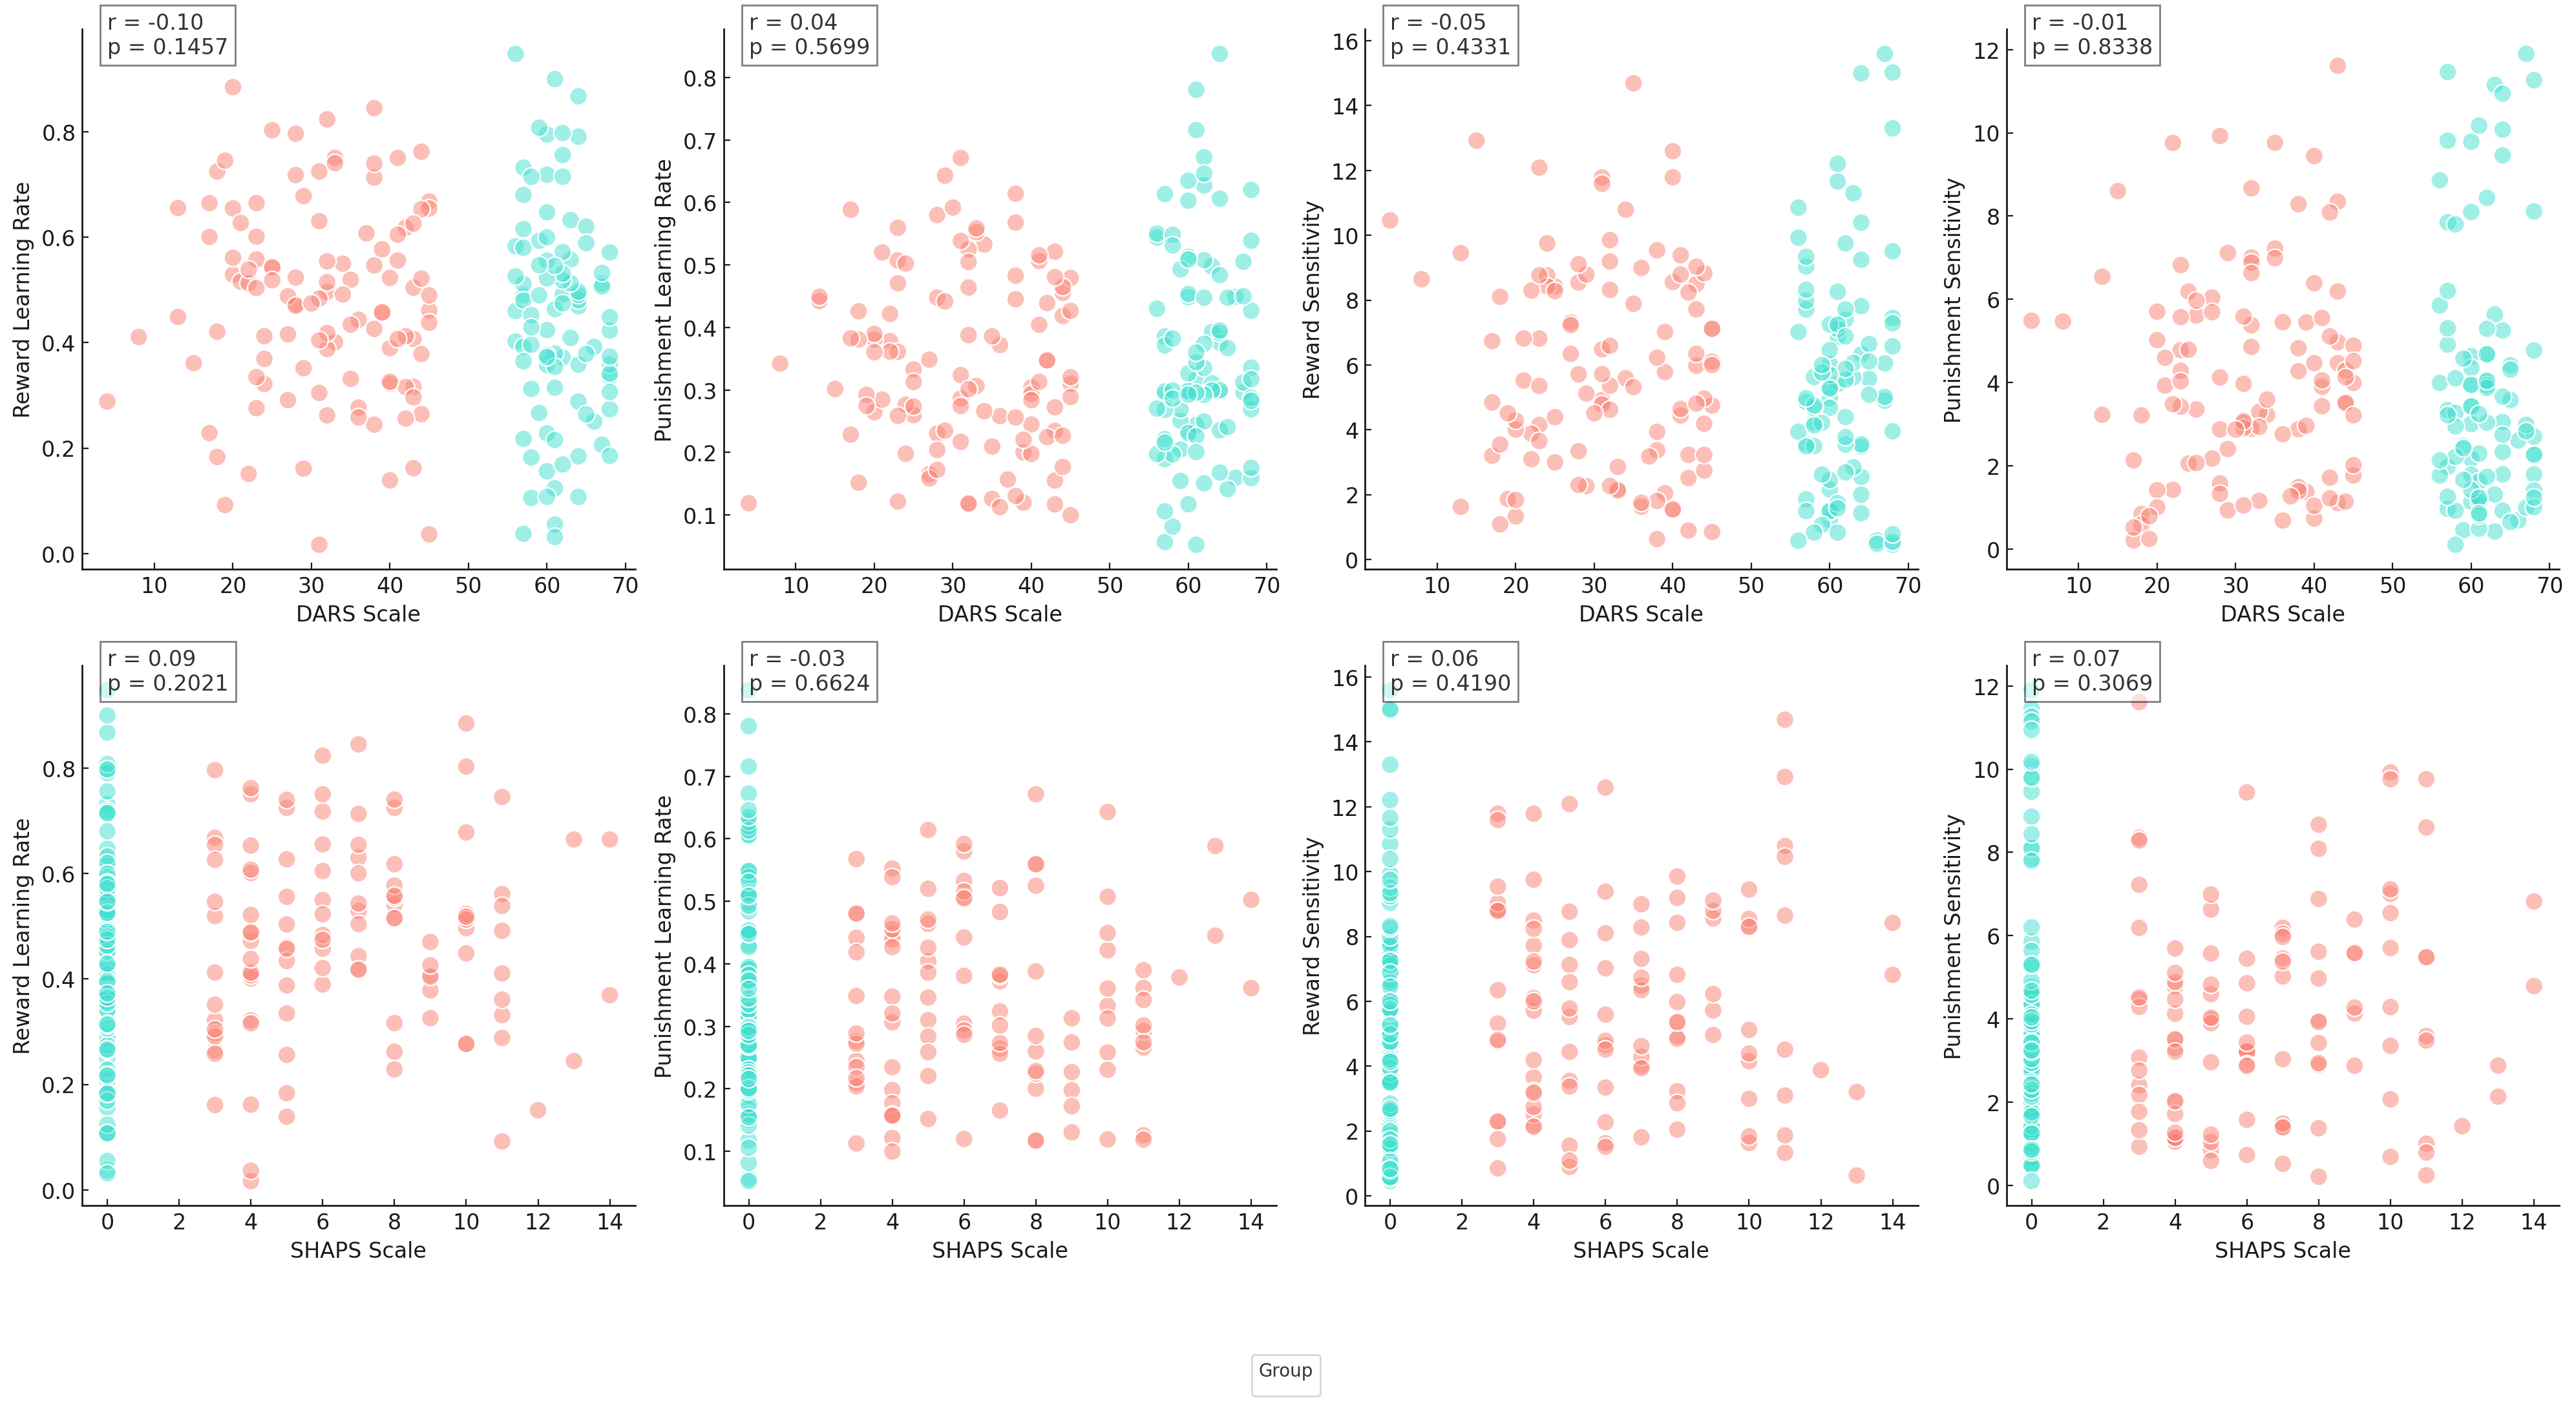 r = -0.10
p = 0.1457
Reward Learning Rate
0.8
0.6
0.4
0.2
0.0
10 20 30 40 50 60 70
DARS Scale
r = 0.04
p = 0.5699
Punishment Learning Rate
0.8
0.7
0.6
0.5
0.4
0.3
0.2
0.1
10 20 30 40 50 60 70
DARS Scale
r = -0.05
p = 0.4331
Reward Sensitivity
16
14
12
10
8
6
4
2
0
10 20 30 40 50 60 70
DARS Scale
r = -0.01
p = 0.8338
Punishment Sensitivity
12
10
8
6
4
2
0
10 20 30 40 50 60 70
DARS Scale
r = 0.09
p = 0.2021
Reward Learning Rate
0.8
0.6
0.4
0.2
0.0
0 2 4 6 8 10 12 14
SHAPS Scale
r = -0.03
p = 0.6624
Punishment Learning Rate
0.8
0.7
0.6
0.5
0.4
0.3
0.2
0.1
0 2 4 6 8 10 12 14
SHAPS Scale
r = 0.06
p = 0.4190
Reward Sensitivity
16
14
12
10
8
6
4
2
0
0 2 4 6 8 10 12 14
SHAPS Scale
r = 0.07
p = 0.3069
Punishment Sensitivity
12
10
8
6
4
2
0
0 2 4 6 8 10 12 14
SHAPS Scale
Group